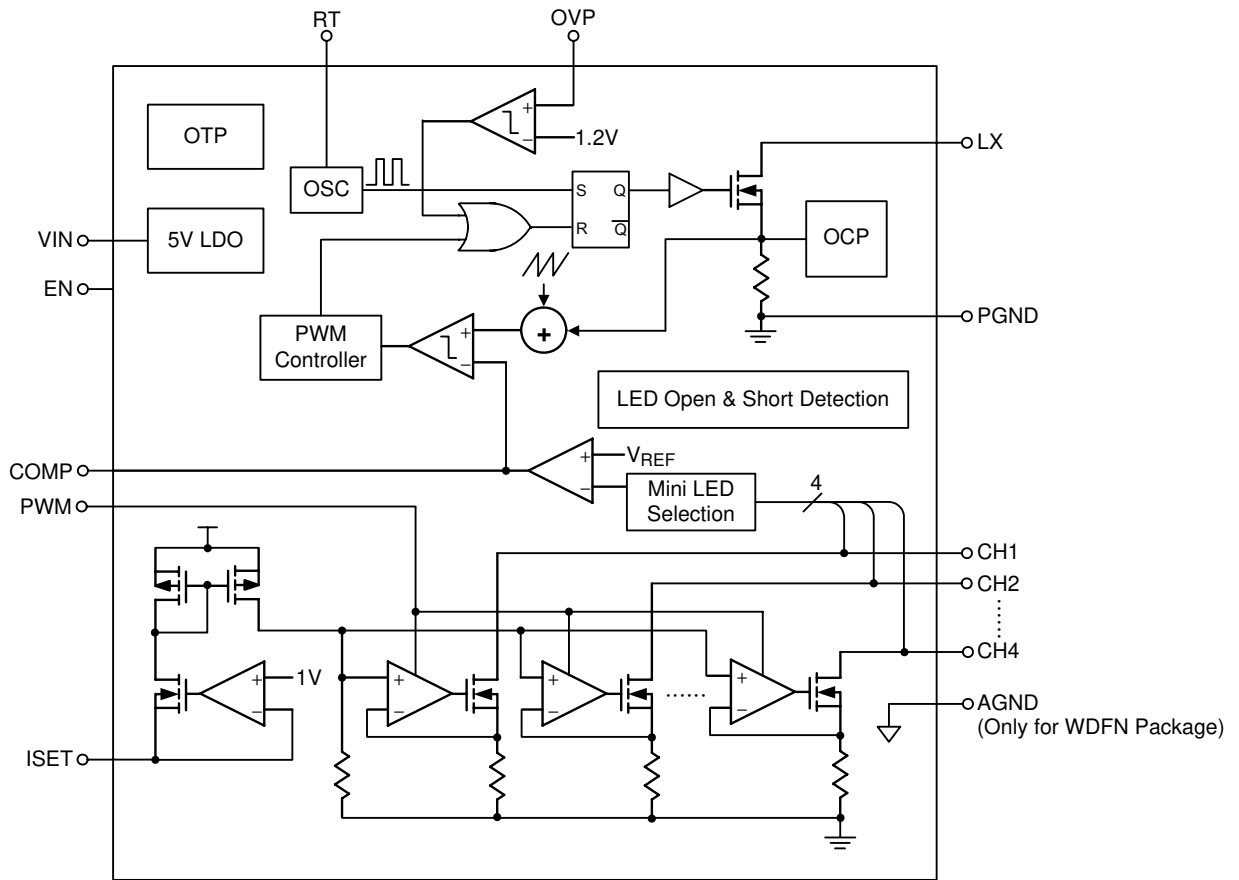 RT
OVP
OTP
+
−
1.2V
LX
OSC
S
Q
R
Q̅
VIN
5V LDO
OCP
EN
PWM
Controller
+
−
+
PGND
LED Open & Short Detection
COMP
+
−
VREF
Mini LED
Selection
4
PWM
CH1
CH2
CH4
1V
+
−
+
−
+
−
+
−
......
AGND
(Only for WDFN Package)
ISET